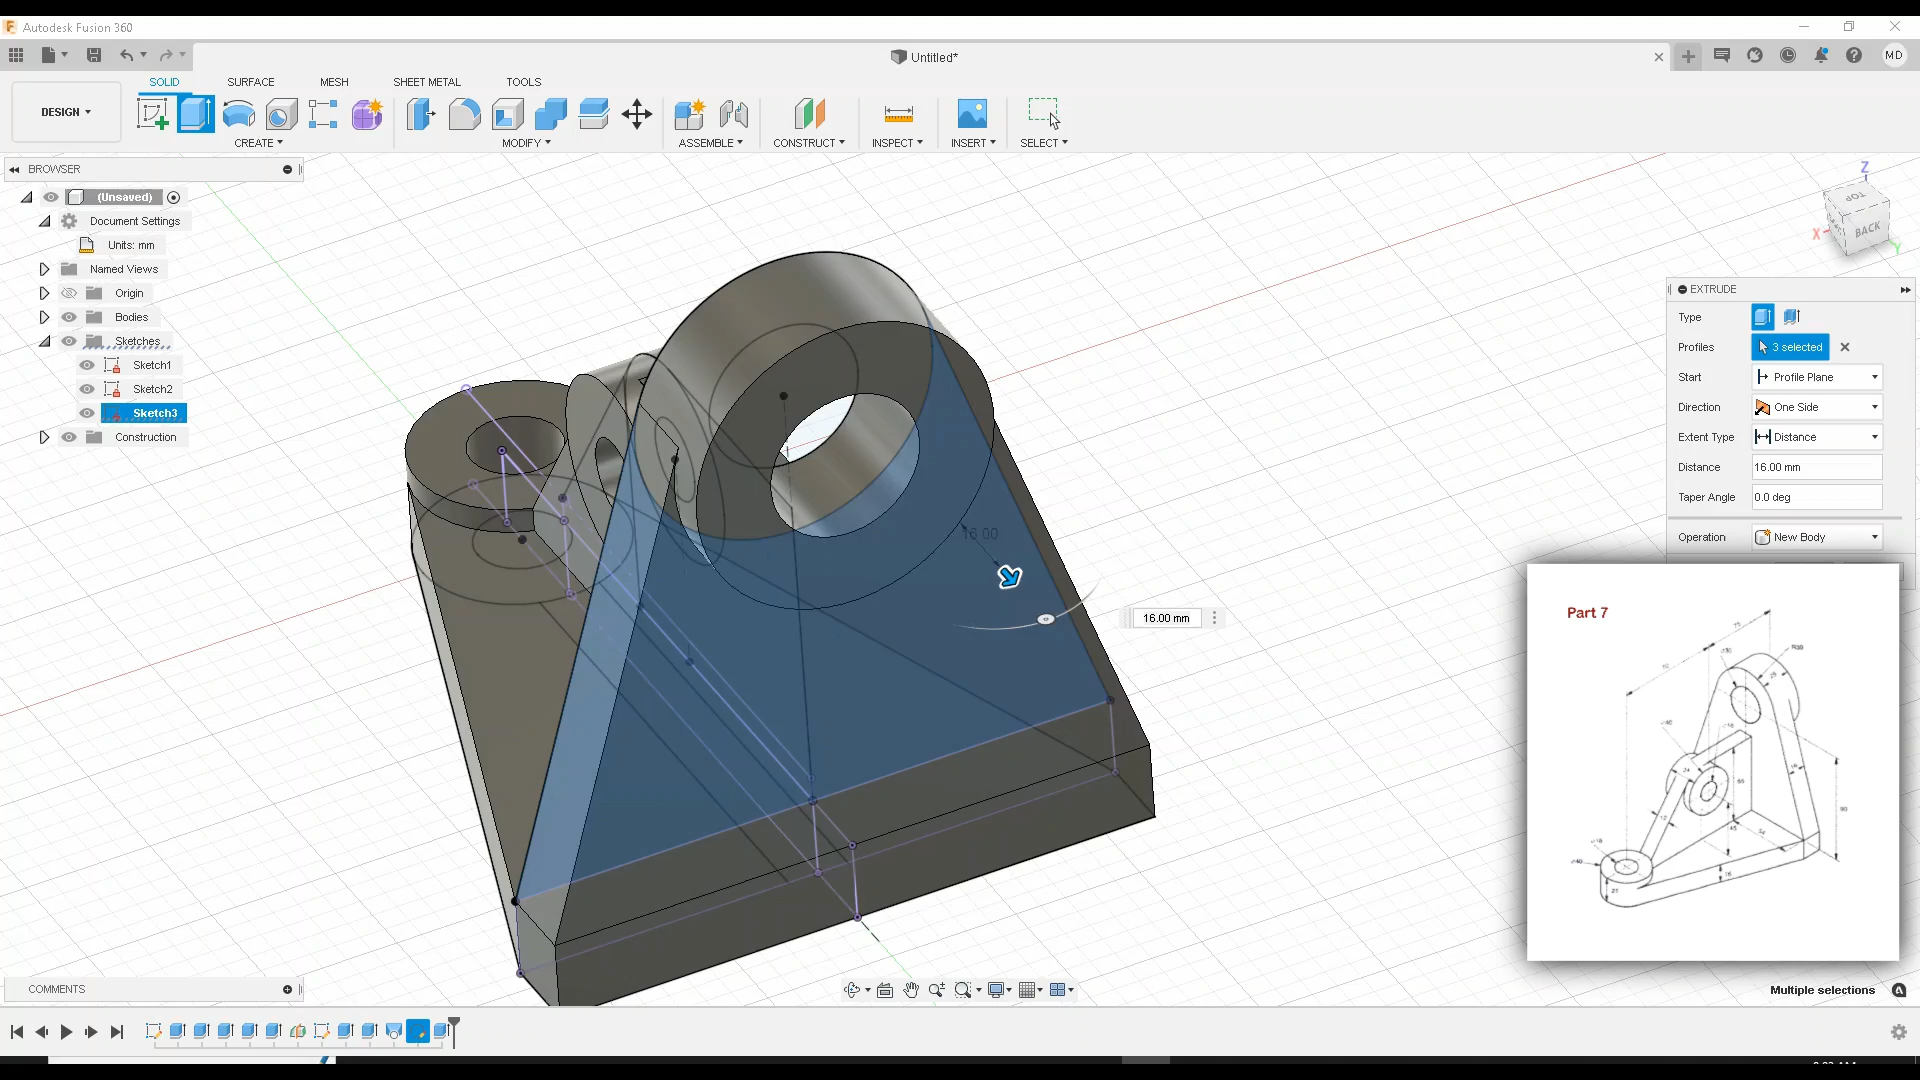 Autodesk Fusion 360
Untitled*
MD
DESIGN
SOLID
SURFACE
MESH
SHEET METAL
TOOLS
CREATE
MODIFY
ASSEMBLE
CONSTRUCT
INSPECT
INSERT
SELECT
BROWSER
(Unsaved)
Document Settings
Units: mm
Named Views
Origin
Bodies
Sketches
Sketch1
Sketch2
Sketch3
Construction
Z
TOP
BACK
X
Y
EXTRUDE
Type
Profiles
3 selected
Start
Profile Plane
Direction
One Side
Extent Type
Distance
Distance
16.00 mm
Taper Angle
0.0 deg
Operation
New Body
16.00
16.00 mm
Part 7
COMMENTS
Multiple selections